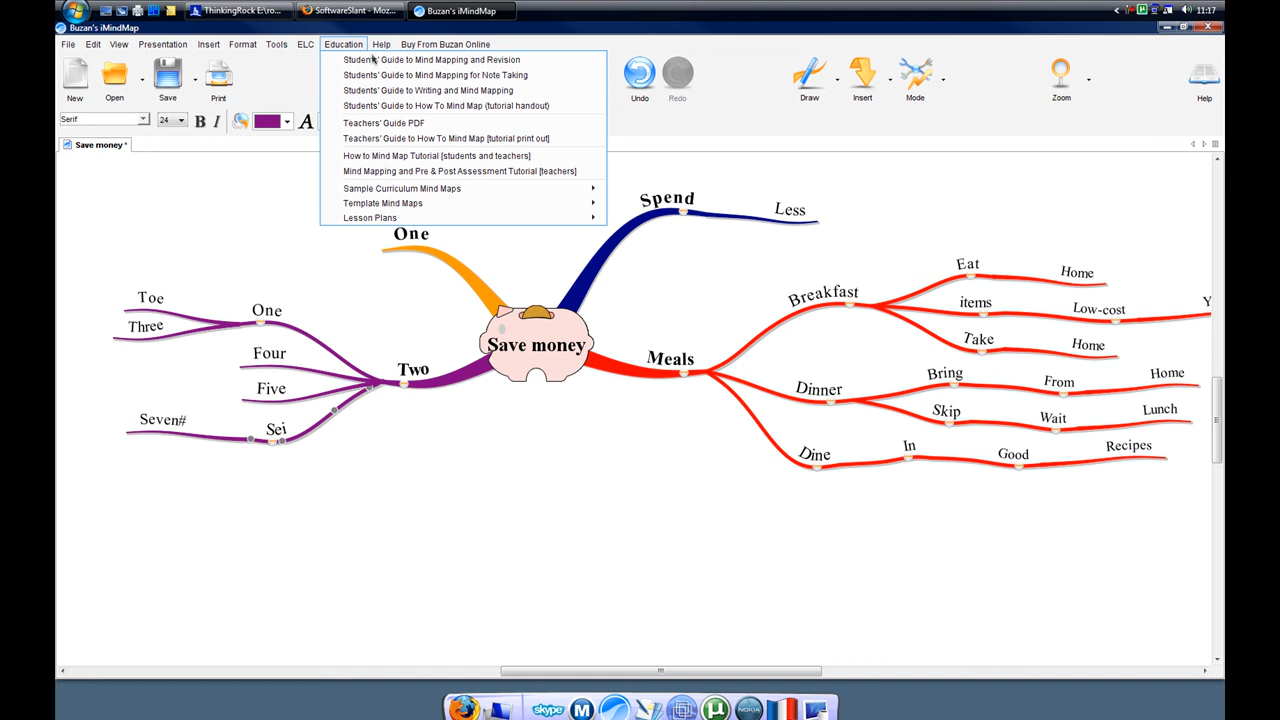 ThinkingRock E:\ro...
SoftwareSlant - Moz...
Buzan's iMindMap
11:17
Buzan's iMindMap
File Edit View Presentation Insert Format Tools ELC Education Help Buy From Buzan Online
Students' Guide to Mind Mapping and Revision
Students' Guide to Mind Mapping for Note Taking
Students' Guide to Writing and Mind Mapping
Students' Guide to How To Mind Map (tutorial handout)
Teachers' Guide PDF
Teachers' Guide to How To Mind Map [tutorial print out]
How to Mind Map Tutorial [students and teachers]
Mind Mapping and Pre & Post Assessment Tutorial [teachers]
Sample Curriculum Mind Maps
Template Mind Maps
Lesson Plans
New Open Save Print Undo Redo Draw Insert Mode Zoom Help
Serif 24 B I A
Save money *
One
Spend
Less
Toe
Three
One
Four
Five
Seven#
Sei
Two
Save money
Meals
Breakfast
Eat
Home
items
Low-cost
Y
Take
Home
Dinner
Bring
From
Home
Skip
Wait
Lunch
Dine
In
Good
Recipes
skype
M
NOKIA